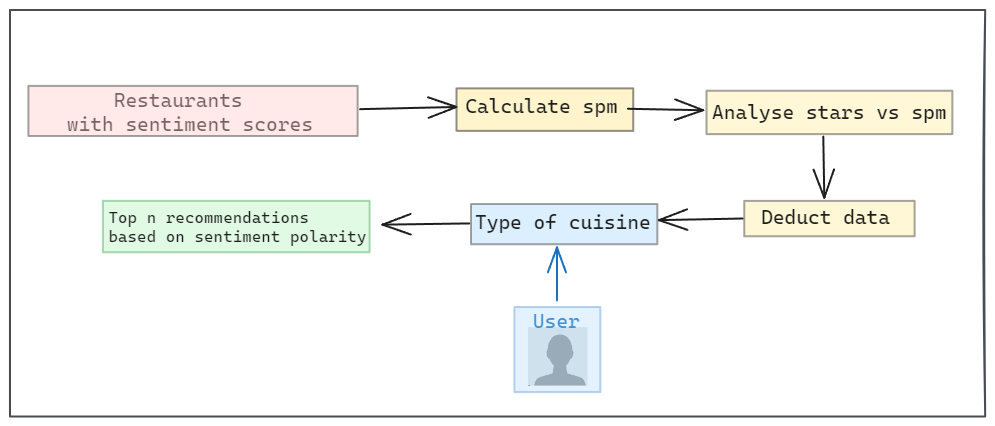 Restaurants
with sentiment scores
Calculate spm
Analyse stars vs spm
Deduct data
Type of cuisine
Top n recommendations
based on sentiment polarity
User